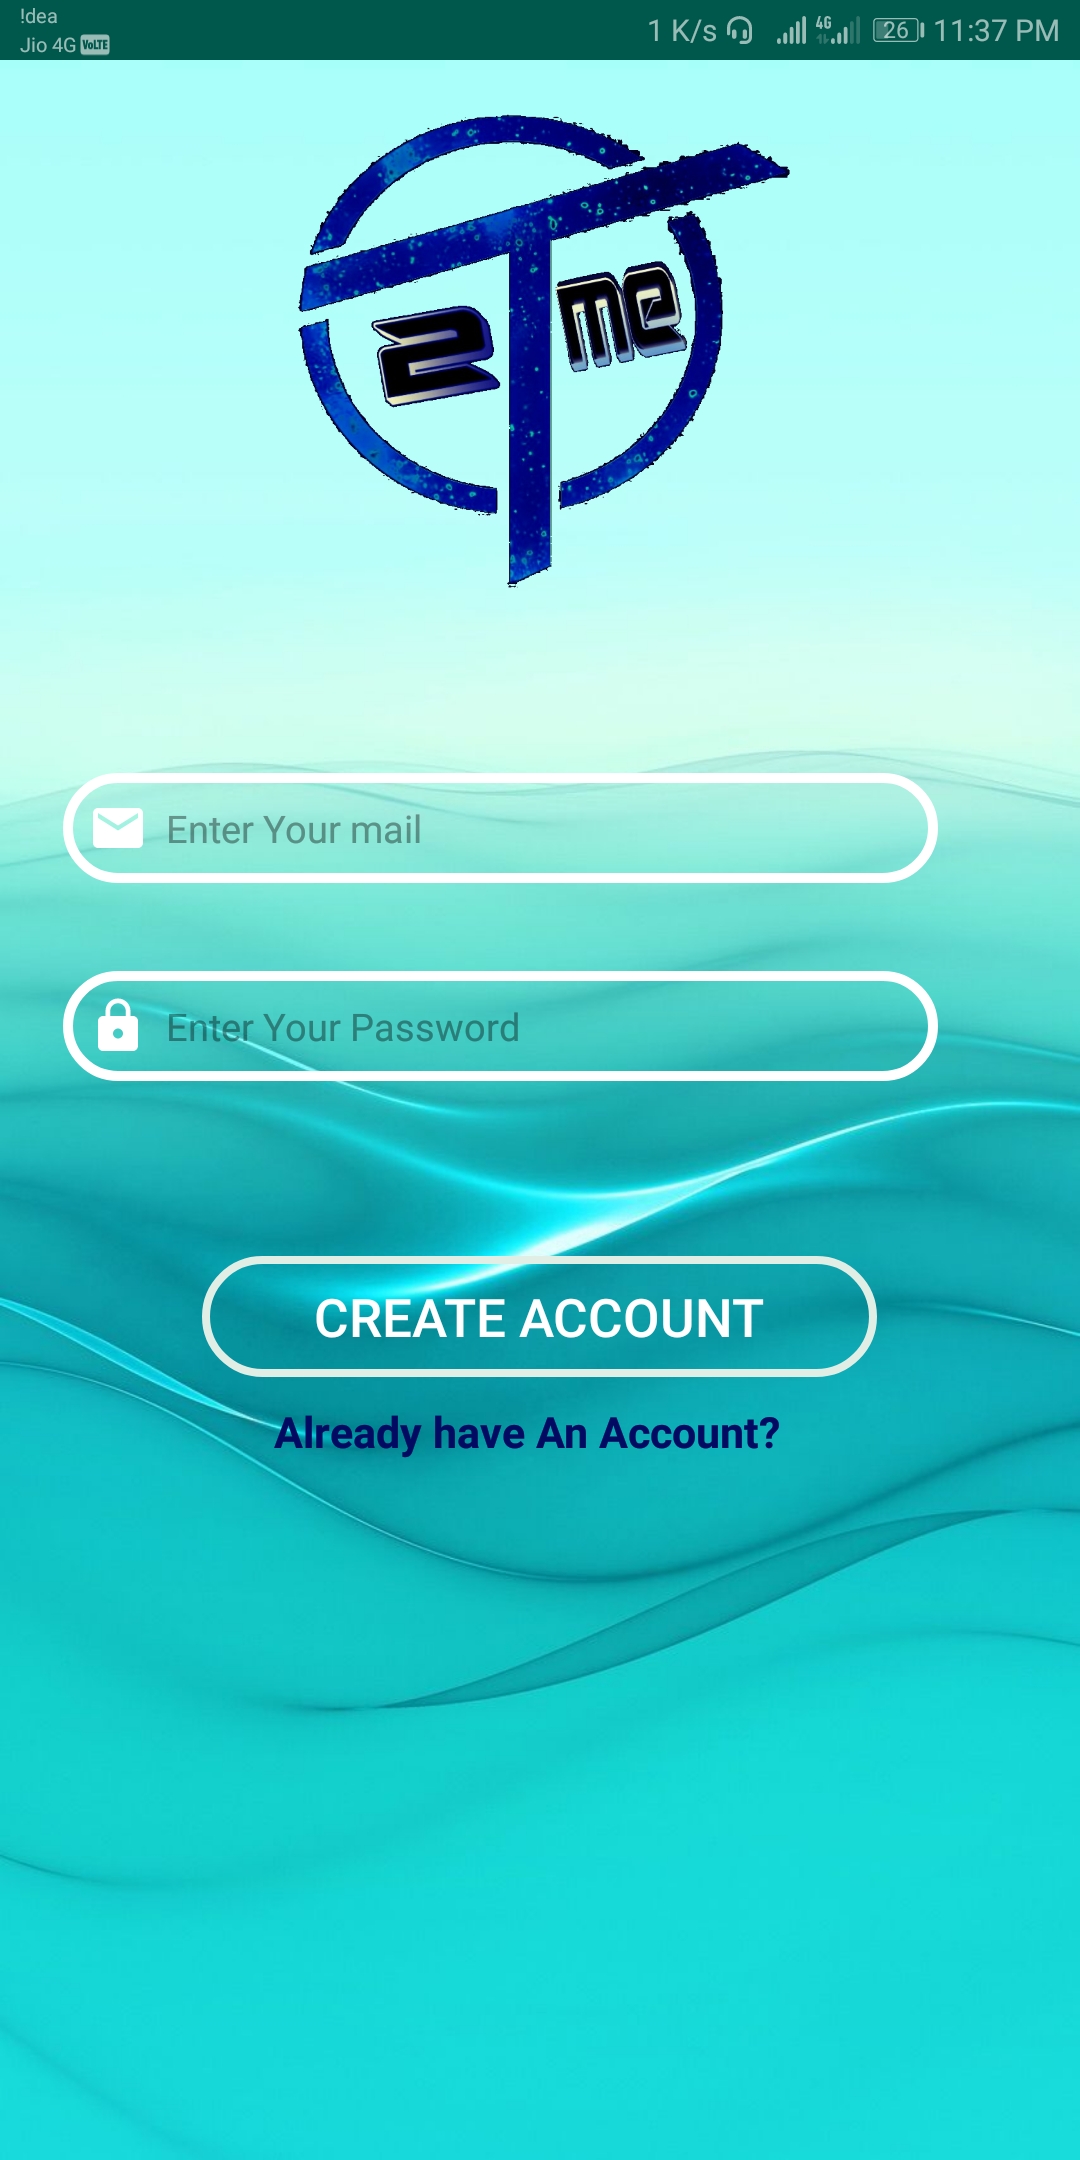 !dea
Jio 4G VoLTE
1 K/s 4G 26 11:37 PM
T
2 me
Enter Your mail
Enter Your Password
CREATE ACCOUNT
Already have An Account?